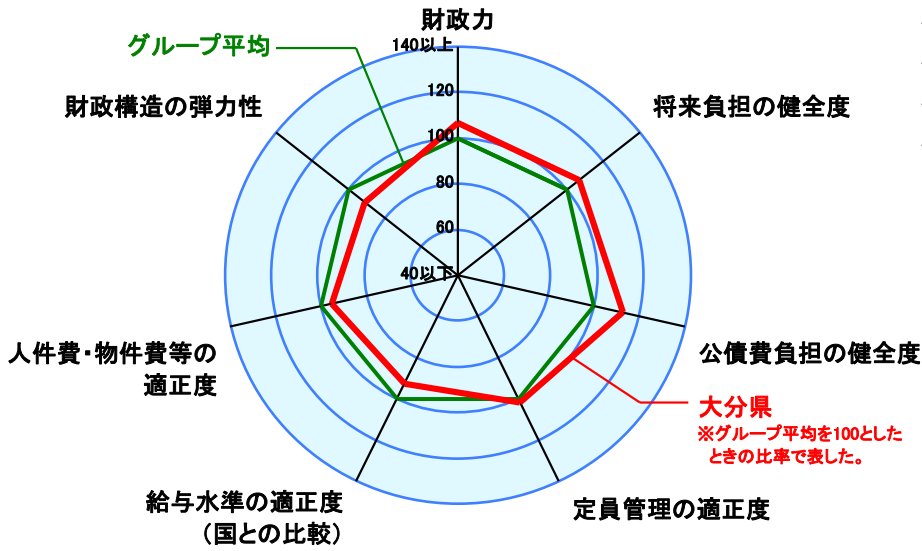 財政力
グループ平均
140以上
財政構造の弾力性
120
将来負担の健全度
100
80
60
40以下
人件費・物件費等の
適正度
公債費負担の健全度
大分県
※グループ平均を100とした
ときの比率で表した。
給与水準の適正度
（国との比較）
定員管理の適正度